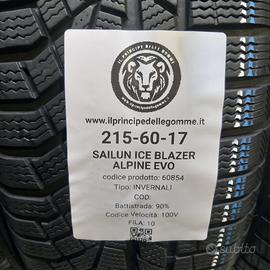 IL PRINCIPE DELLE GOMME
www.ilprincipedellegomme.it
215-60-17
SAILUN ICE BLAZER
ALPINE EVO
codice prodotto: 60854
Tipo: INVERNALI
COD:
Battistrada: 90%
Codice Velocità: 100V
FILA: 10
subito